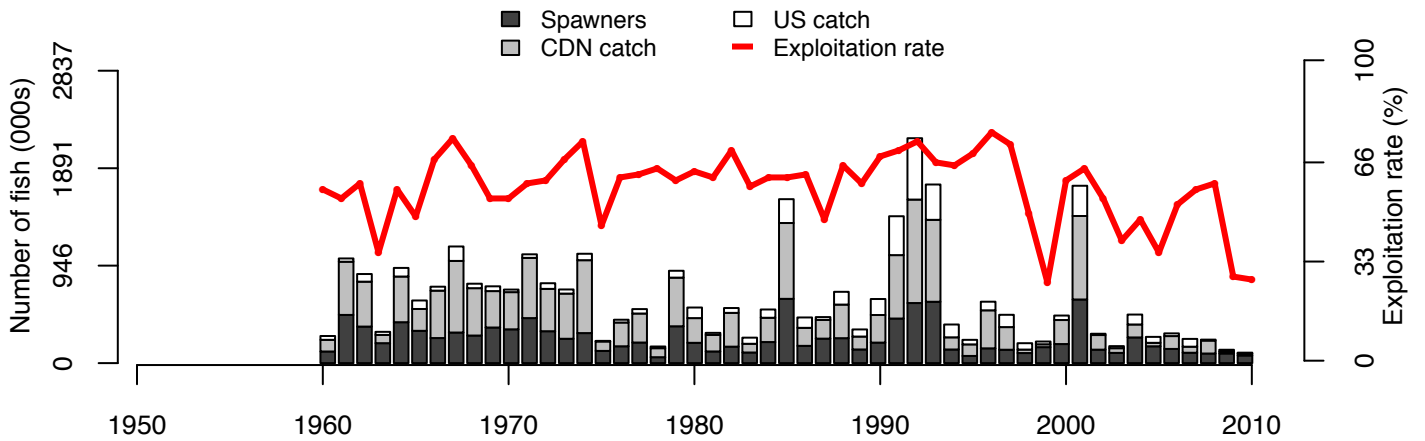 Spawners
CDN catch
US catch
Exploitation rate
Number of fish (000s)
2837
1891
946
0
Exploitation rate (%)
100
66
33
0
1950 1960 1970 1980 1990 2000 2010